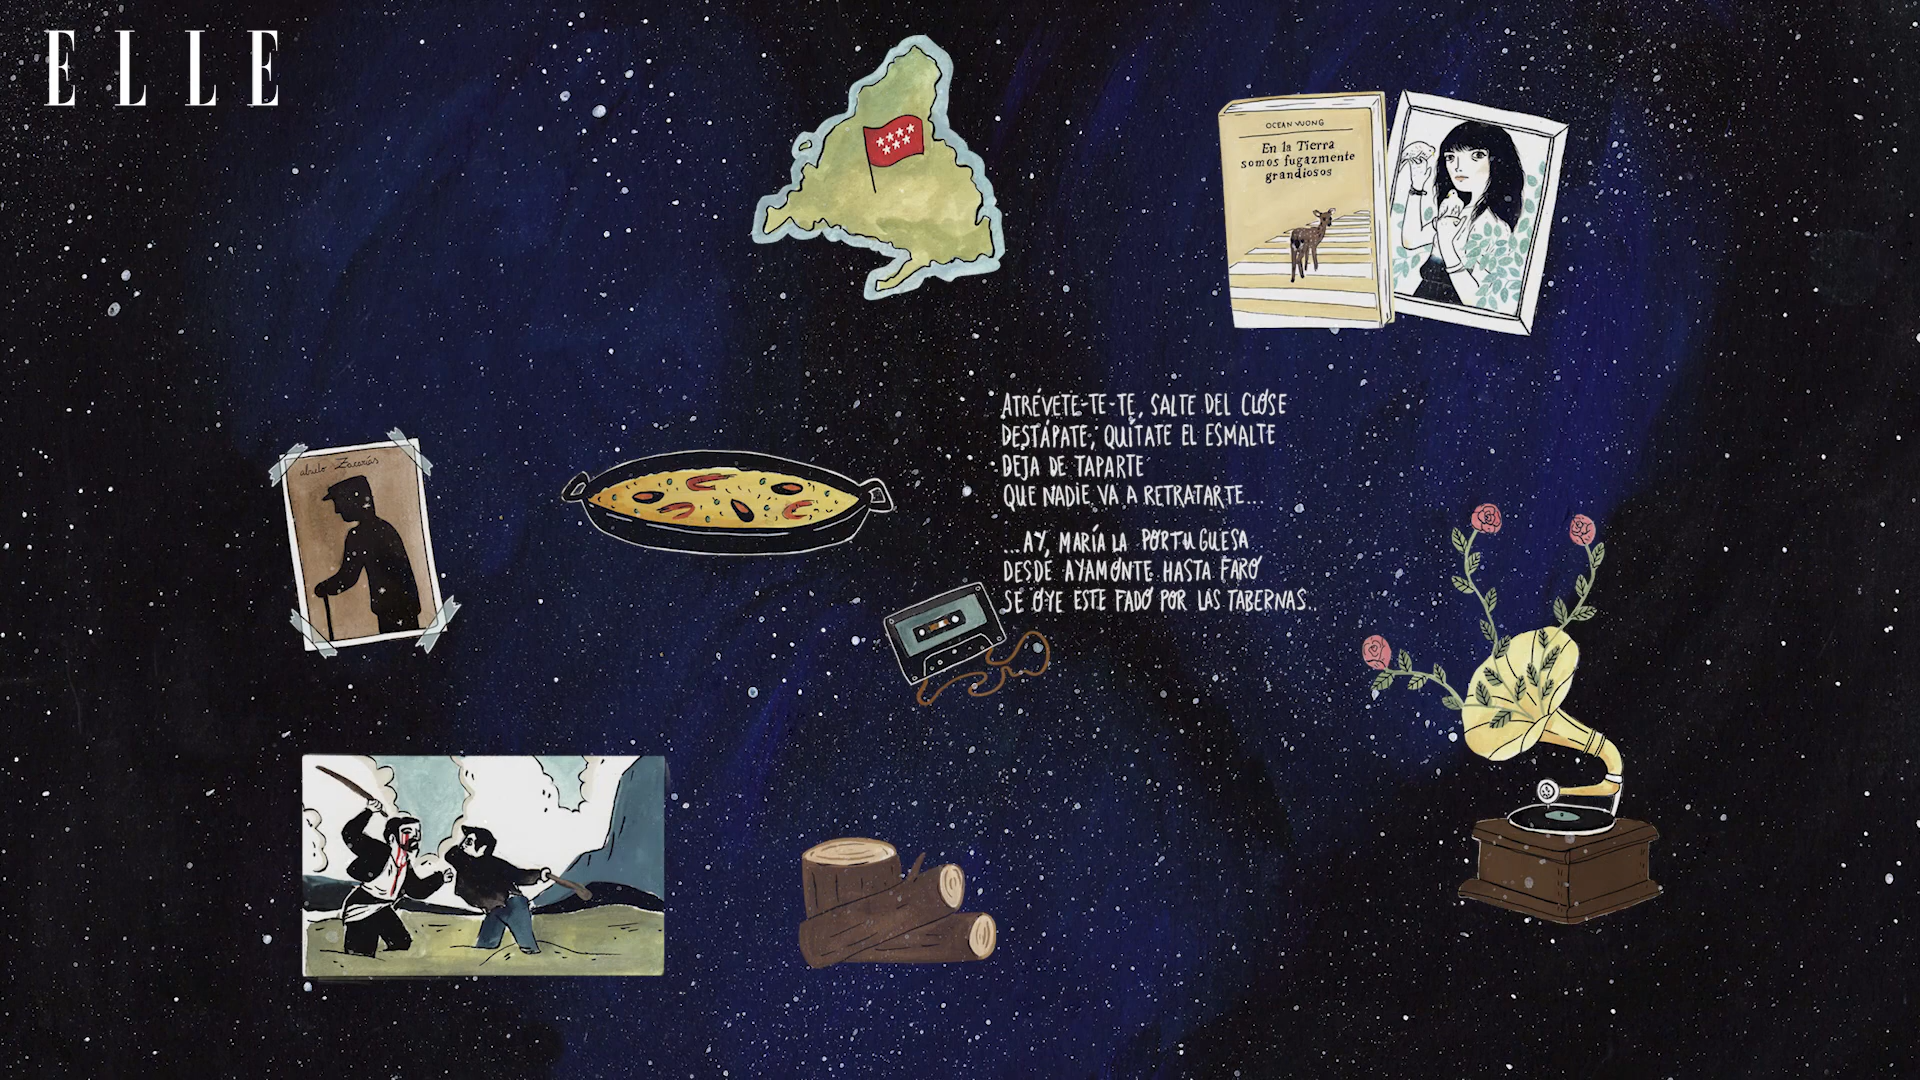 ELLE
OCEAN VUONG
En la Tierra
somos fugazmente
grandiosos
ATRÉVETE-TE-TE, SALTE DEL CLOSE
DESTÁPATE, QUÍTATE EL ESMALTE
DEJA DE TAPARTE
QUE NADIE VA A RETRATARTE...
...AY, MARÍA LA PORTUGUESA
DESDE AYAMONTE HASTA FARO
SE OYE ESTE FADO POR LAS TABERNAS..
abuelo Zacarías